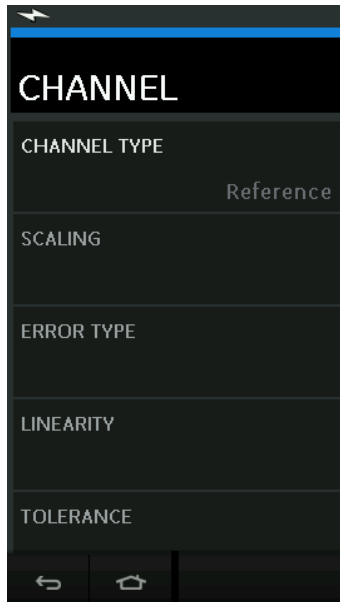 CHANNEL
CHANNEL TYPE
Reference
SCALING
ERROR TYPE
LINEARITY
TOLERANCE